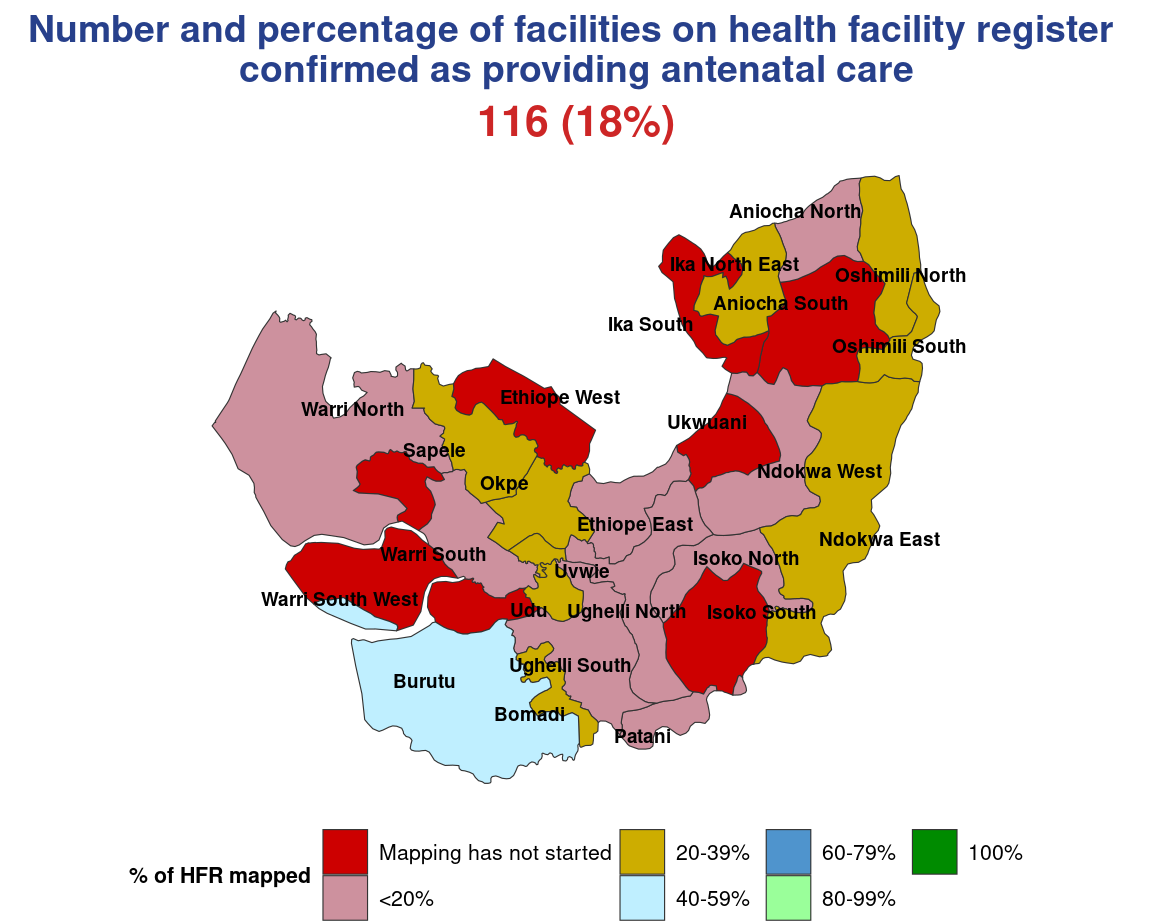 Number and percentage of facilities on health facility register
confirmed as providing antenatal care
116 (18%)
Aniocha North
Ika North East
Oshimili North
Aniocha South
Ika South
Oshimili South
Ethiope West
Warri North
Ukwuani
Sapele
Ndokwa West
Okpe
Ethiope East
Ndokwa East
Warri South
Isoko North
Uvwie
Warri South West
Udu
Ughelli North
Isoko South
Ughelli South
Burutu
Bomadi
Patani
% of HFR mapped
Mapping has not started
<20%
20-39%
40-59%
60-79%
80-99%
100%